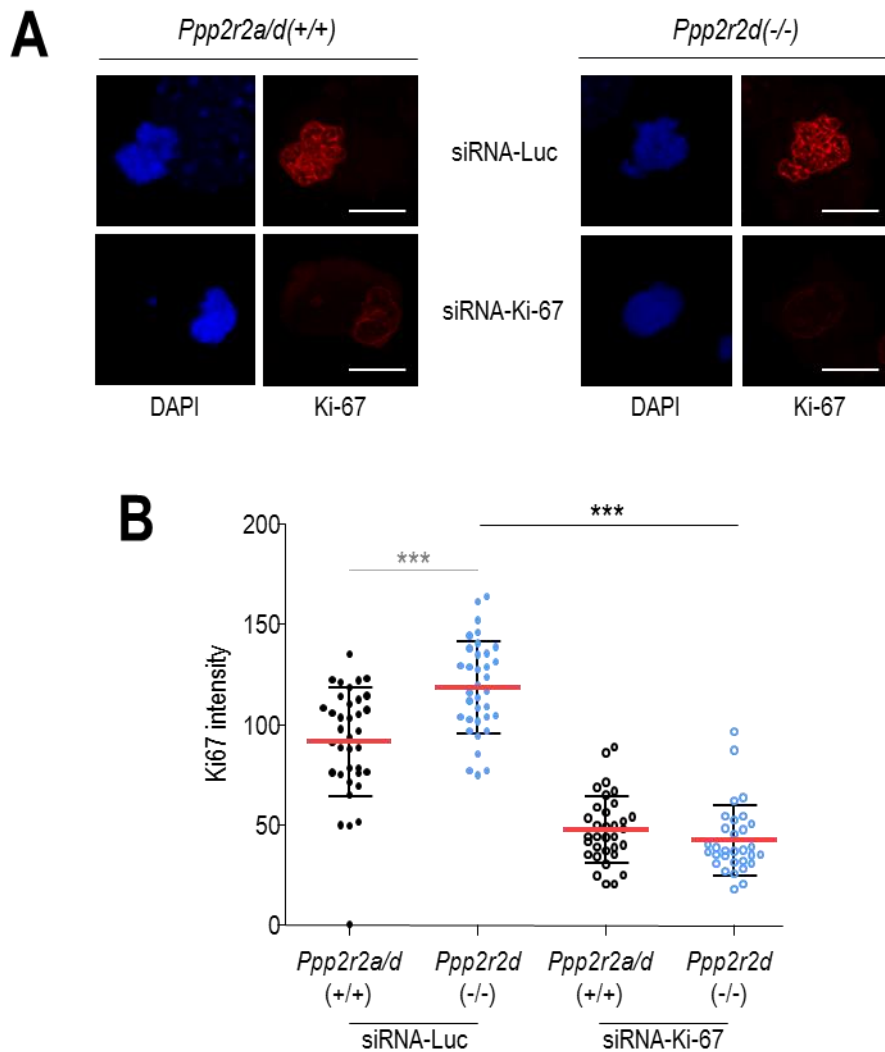 A
Ppp2r2a/d(+/+)
Ppp2r2d(-/-)
siRNA-Luc
siRNA-Ki-67
DAPI
Ki-67
DAPI
Ki-67
B
200
150
100
50
0
Ki67 intensity
***
***
Ppp2r2a/d Ppp2r2d Ppp2r2a/d Ppp2r2d
(+/+) (-/-) (+/+) (-/-)
siRNA-Luc siRNA-Ki-67